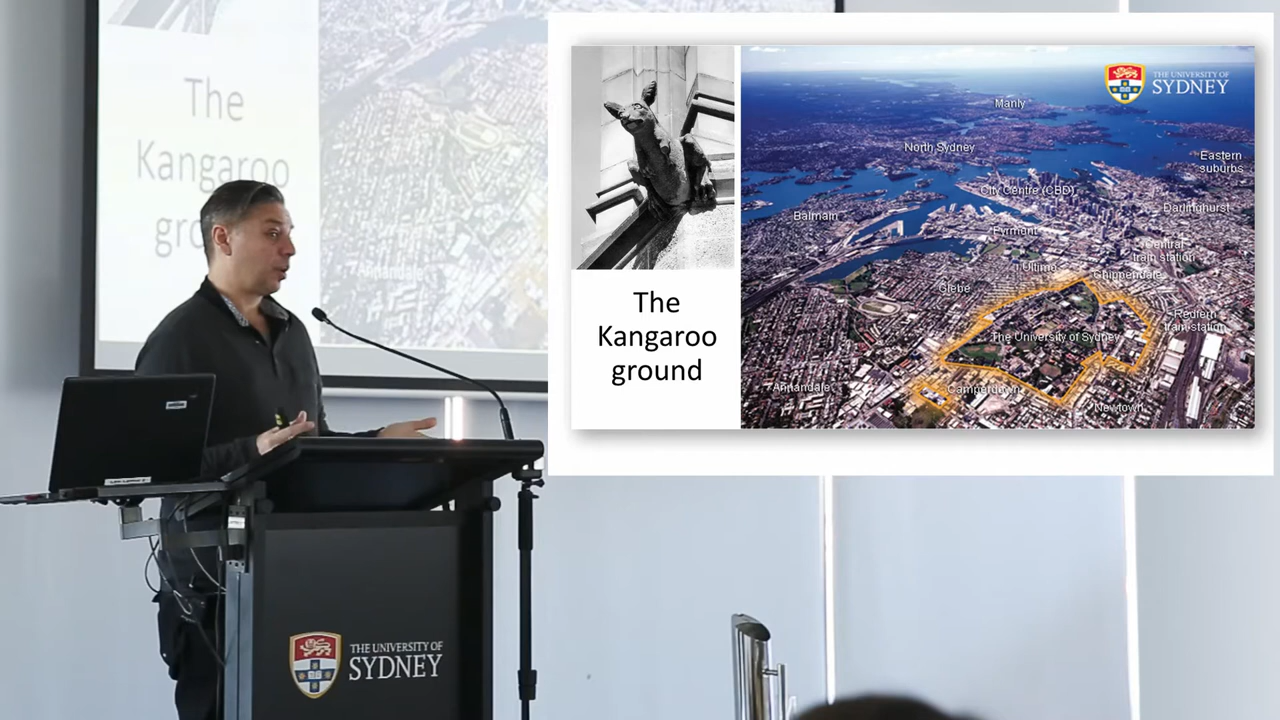 The
Kangaroo
gro
Annandale
THE UNIVERSITY OF
SYDNEY
The
Kangaroo
ground
THE UNIVERSITY OF
SYDNEY
Manly
North Sydney
Eastern
suburbs
City Centre (CBD)
Darlinghurst
Balmain
Pyrmont
Central
train station
Ultimo
Chippendale
Glebe
Redfern
train station
The University of Sydney
Annandale
Camperdown
Newtown